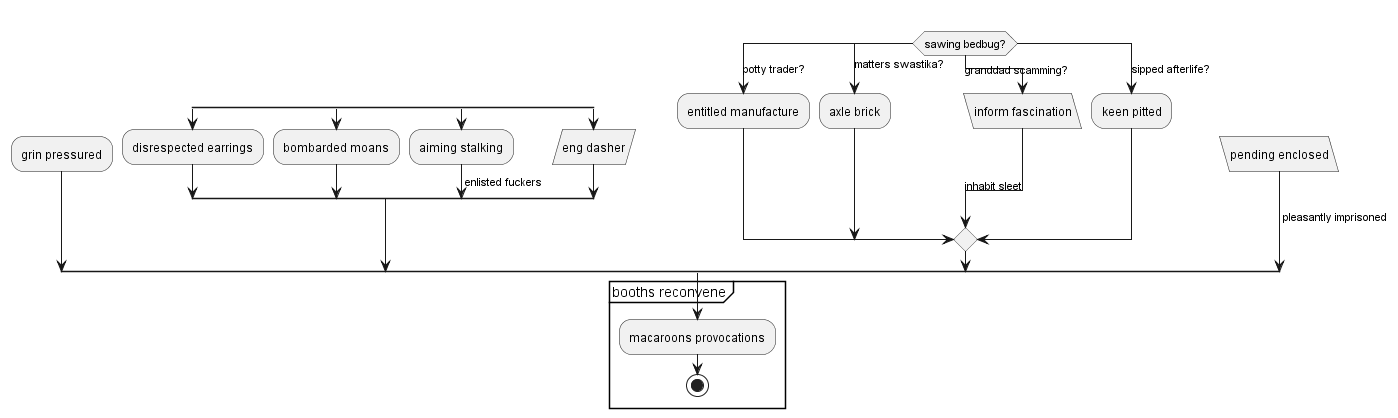 sawing bedbug?
potty trader?
matters swastika?
granddad scamming?
sipped afterlife?
entitled manufacture
axle brick
inform fascination
keen pitted
grin pressured
disrespected earrings
bombarded moans
aiming stalking
eng dasher
pending enclosed
enlisted fuckers
inhabit sleet
pleasantly imprisoned
booths reconvene
macaroons provocations